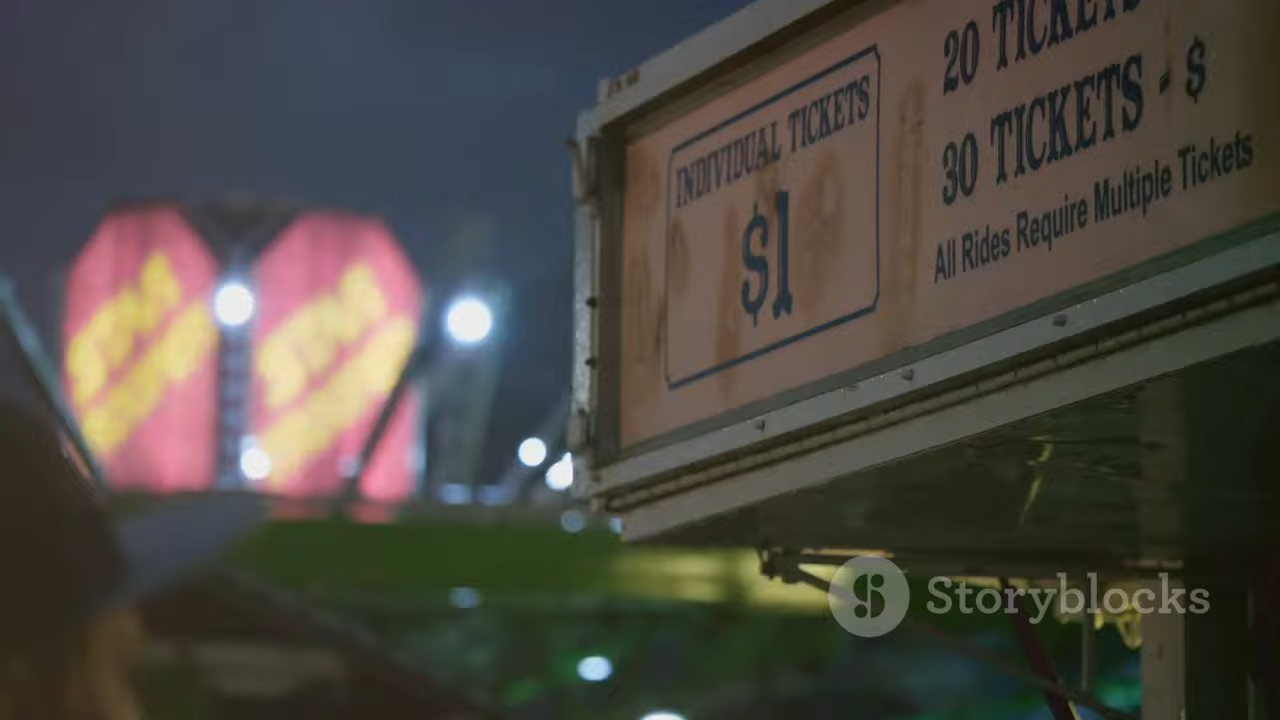 INDIVIDUAL TICKETS
$1
20 TICKETS
30 TICKETS - $
All Rides Require Multiple Tickets
Storyblocks